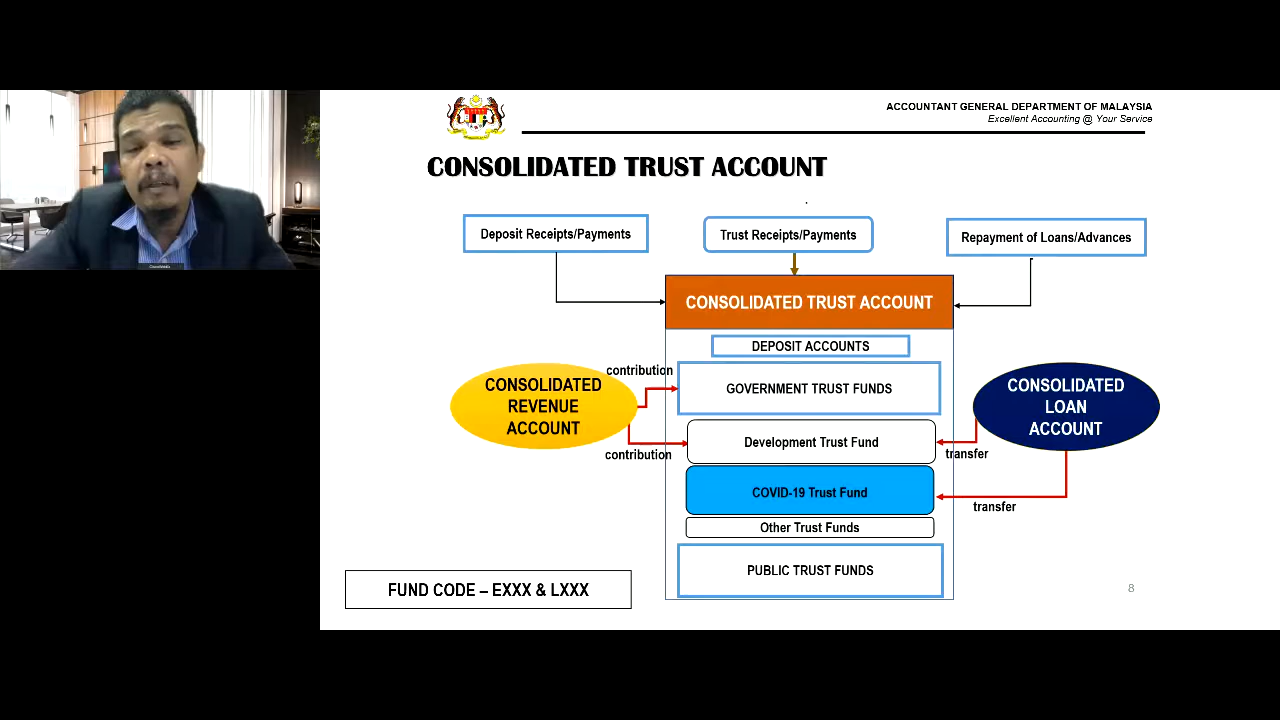 ACCOUNTANT GENERAL DEPARTMENT OF MALAYSIA
Excellent Accounting @ Your Service
CONSOLIDATED TRUST ACCOUNT
Deposit Receipts/Payments
Trust Receipts/Payments
Repayment of Loans/Advances
CONSOLIDATED TRUST ACCOUNT
DEPOSIT ACCOUNTS
contribution
GOVERNMENT TRUST FUNDS
CONSOLIDATED
REVENUE
ACCOUNT
CONSOLIDATED
LOAN
ACCOUNT
Development Trust Fund
contribution
transfer
COVID-19 Trust Fund
transfer
Other Trust Funds
PUBLIC TRUST FUNDS
FUND CODE – EXXX & LXXX
8